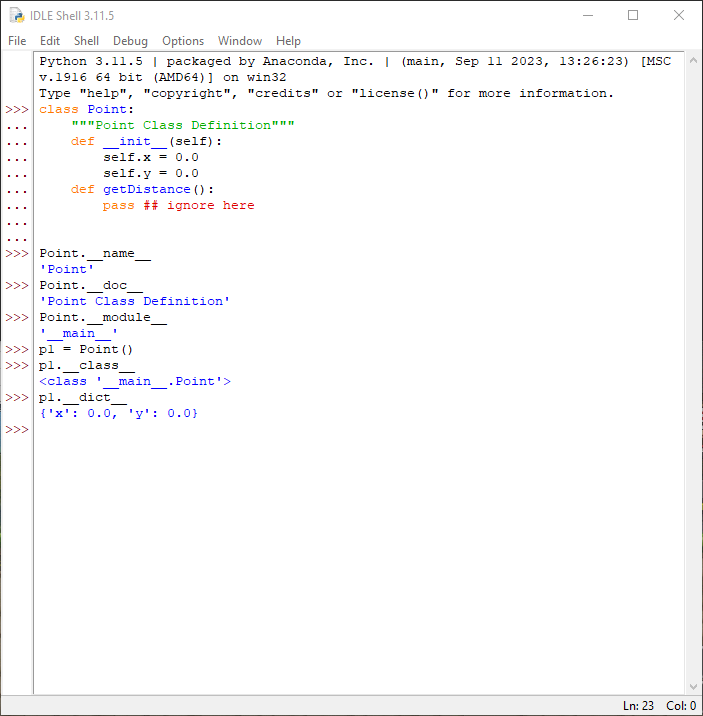 IDLE Shell 3.11.5
File Edit Shell Debug Options Window Help
Python 3.11.5 | packaged by Anaconda, Inc. | (main, Sep 11 2023, 13:26:23) [MSC
v.1916 64 bit (AMD64)] on win32
Type "help", "copyright", "credits" or "license()" for more information.
>>> class Point:
...     """Point Class Definition"""
...     def __init__(self):
...         self.x = 0.0
...         self.y = 0.0
...     def getDistance():
...         pass ## ignore here
...
...
>>> Point.__name__
'Point'
>>> Point.__doc__
'Point Class Definition'
>>> Point.__module__
'__main__'
>>> p1 = Point()
>>> p1.__class__
<class '__main__.Point'>
>>> p1.__dict__
{'x': 0.0, 'y': 0.0}
>>>
Ln: 23 Col: 0